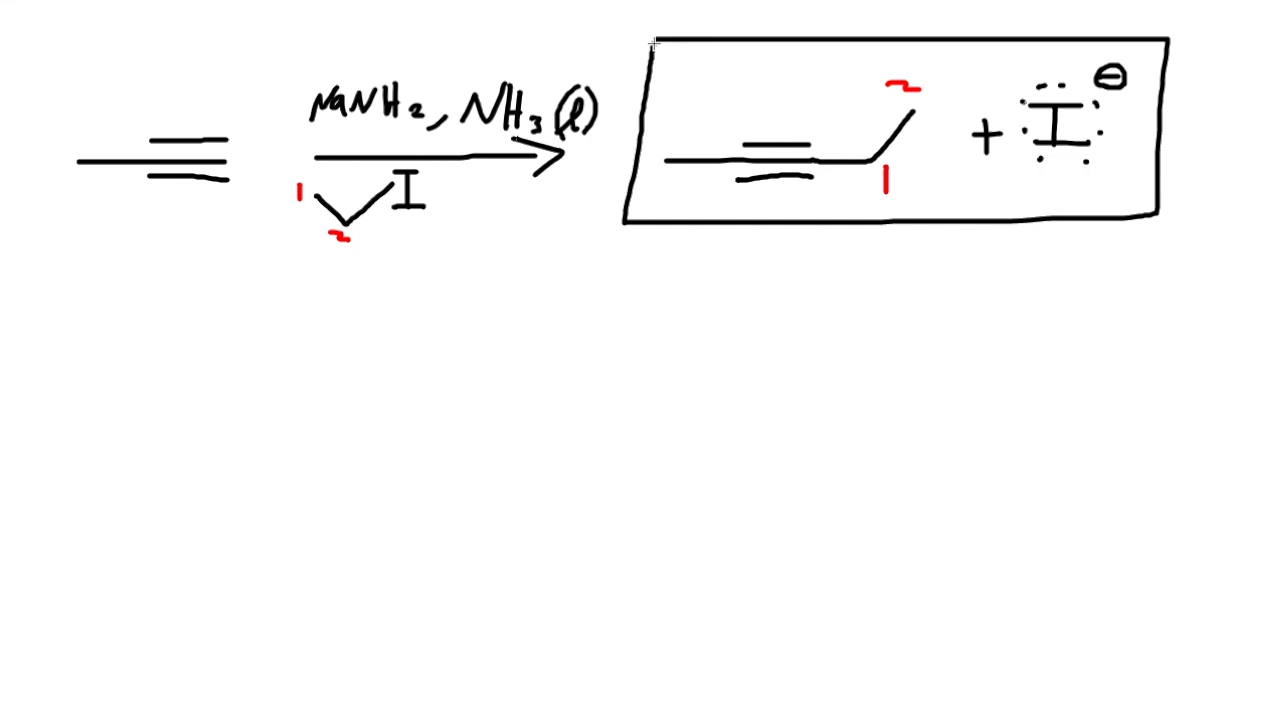 NaNH2, NH3 (l)
1 2 I
2 1 + I ⊖